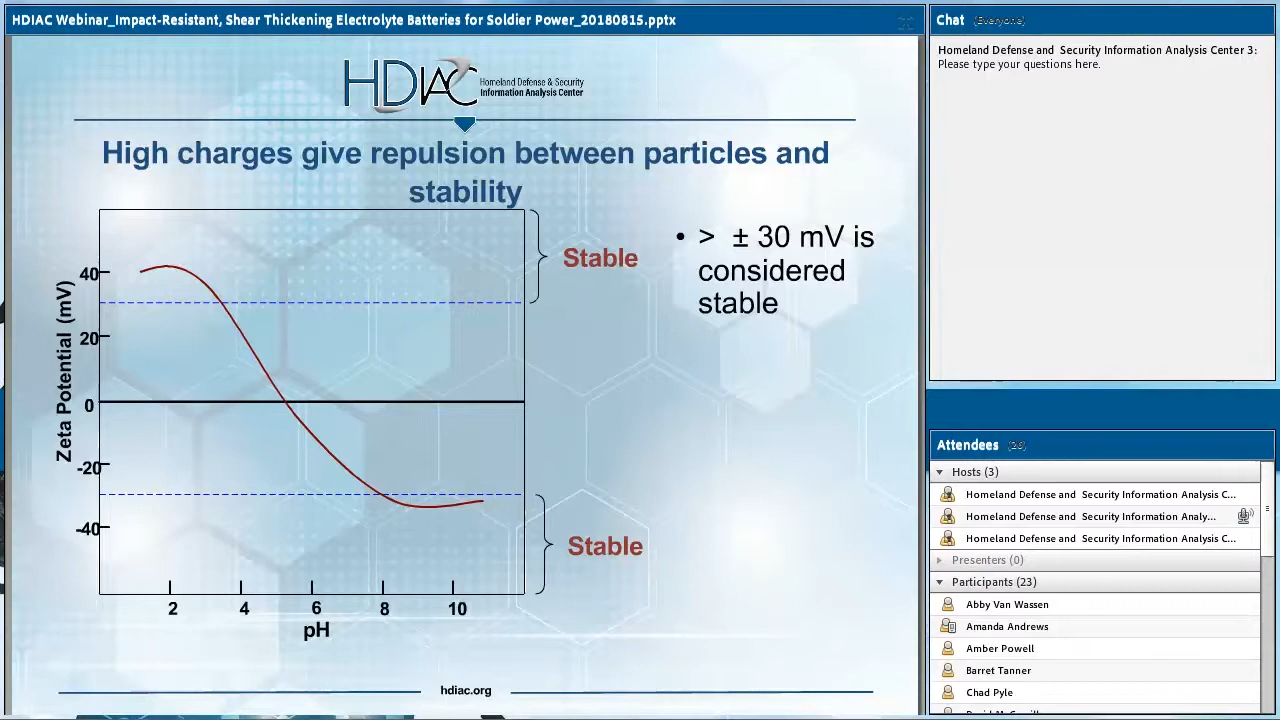 HDIAC Webinar_Impact-Resistant, Shear Thickening Electrolyte Batteries for Soldier Power_20180815.pptx
HDIAC Homeland Defense & Security
Information Analysis Center
High charges give repulsion between particles and
stability
Stable
> ± 30 mV is
considered
stable
Zeta Potential (mV)
40
20
0
-20
-40
Stable
2 4 6 8 10
pH
hdiac.org
Chat (Everyone)
Homeland Defense and Security Information Analysis Center 3:
Please type your questions here.
Attendees (26)
Hosts (3)
Homeland Defense and Security Information Analysis C...
Homeland Defense and Security Information Analy...
Homeland Defense and Security Information Analysis C...
Presenters (0)
Participants (23)
Abby Van Wassen
Amanda Andrews
Amber Powell
Barret Tanner
Chad Pyle